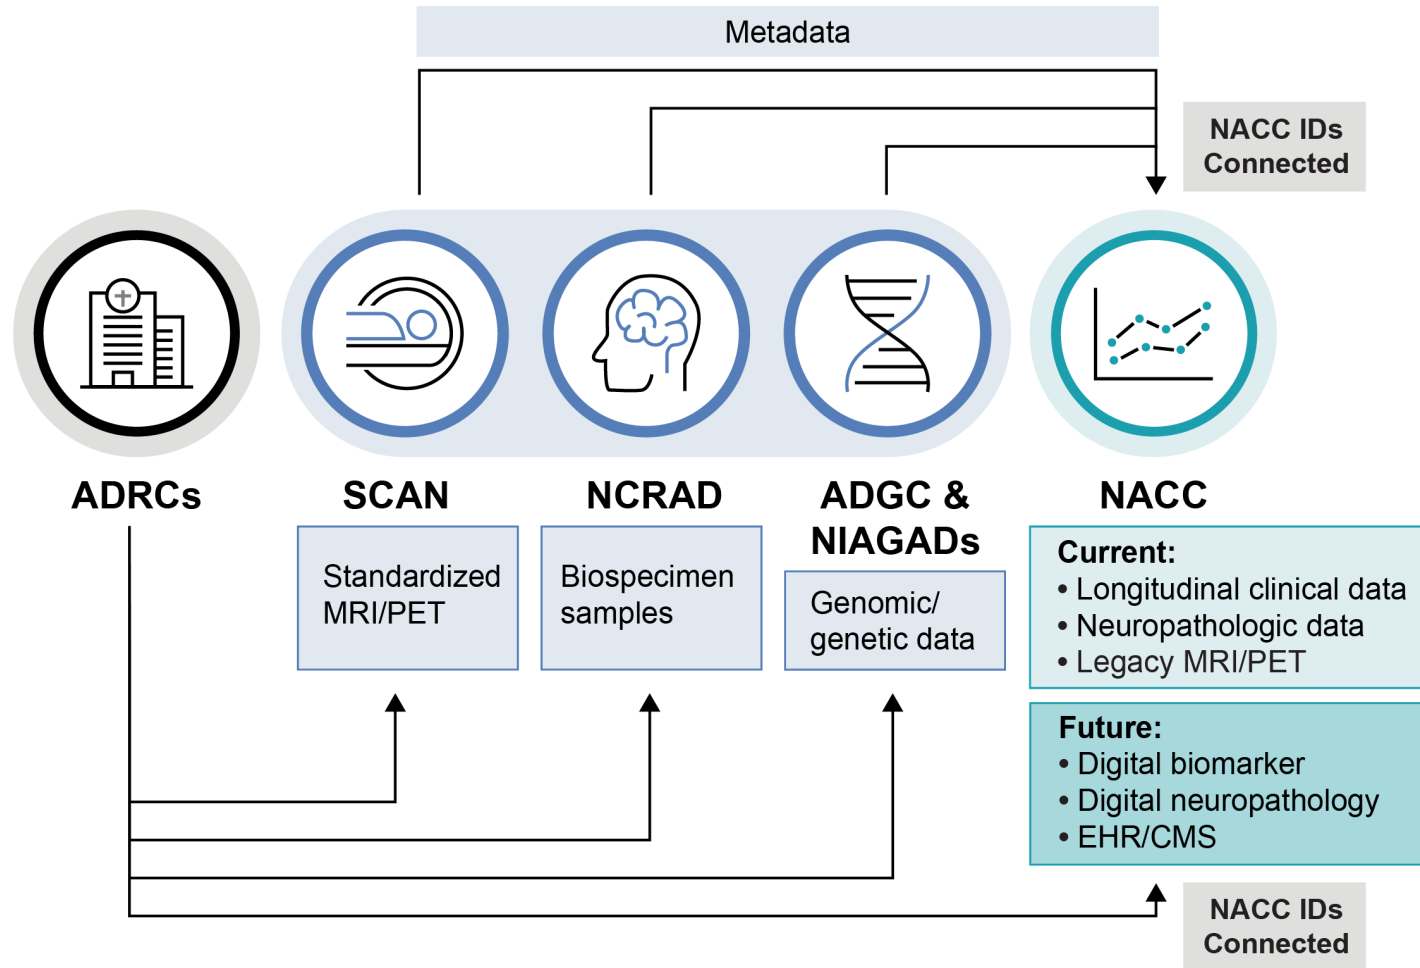 Metadata
NACC IDs
Connected
ADRCs
SCAN
Standardized
MRI/PET
NCRAD
Biospecimen
samples
ADGC &
NIAGADs
Genomic/
genetic data
NACC
Current:
• Longitudinal clinical data
• Neuropathologic data
• Legacy MRI/PET
Future:
• Digital biomarker
• Digital neuropathology
• EHR/CMS
NACC IDs
Connected